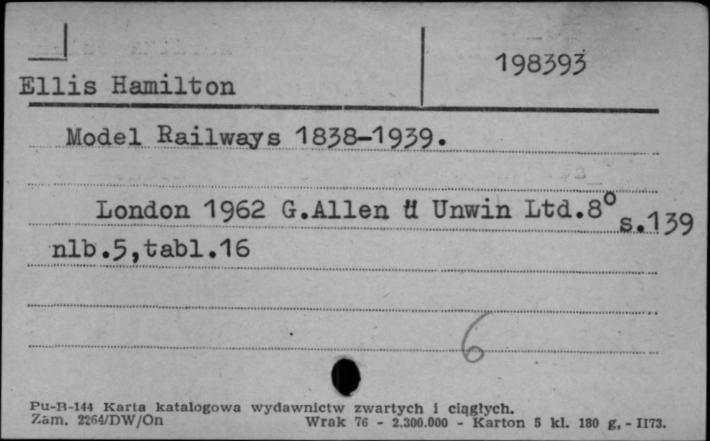 198393
Ellis Hamilton
Model Railways 1838-1939.
London 1962 G.Allen u Unwin Ltd.8° s.139
nlb.5,tabl.16
6
Pu-B-144 Karta katalogowa wydawnictw zwartych i ciągłych.
Zam. 2264/DW/On Wrak 76 - 2.300.000 - Karton 5 kl. 180 g. - II73.